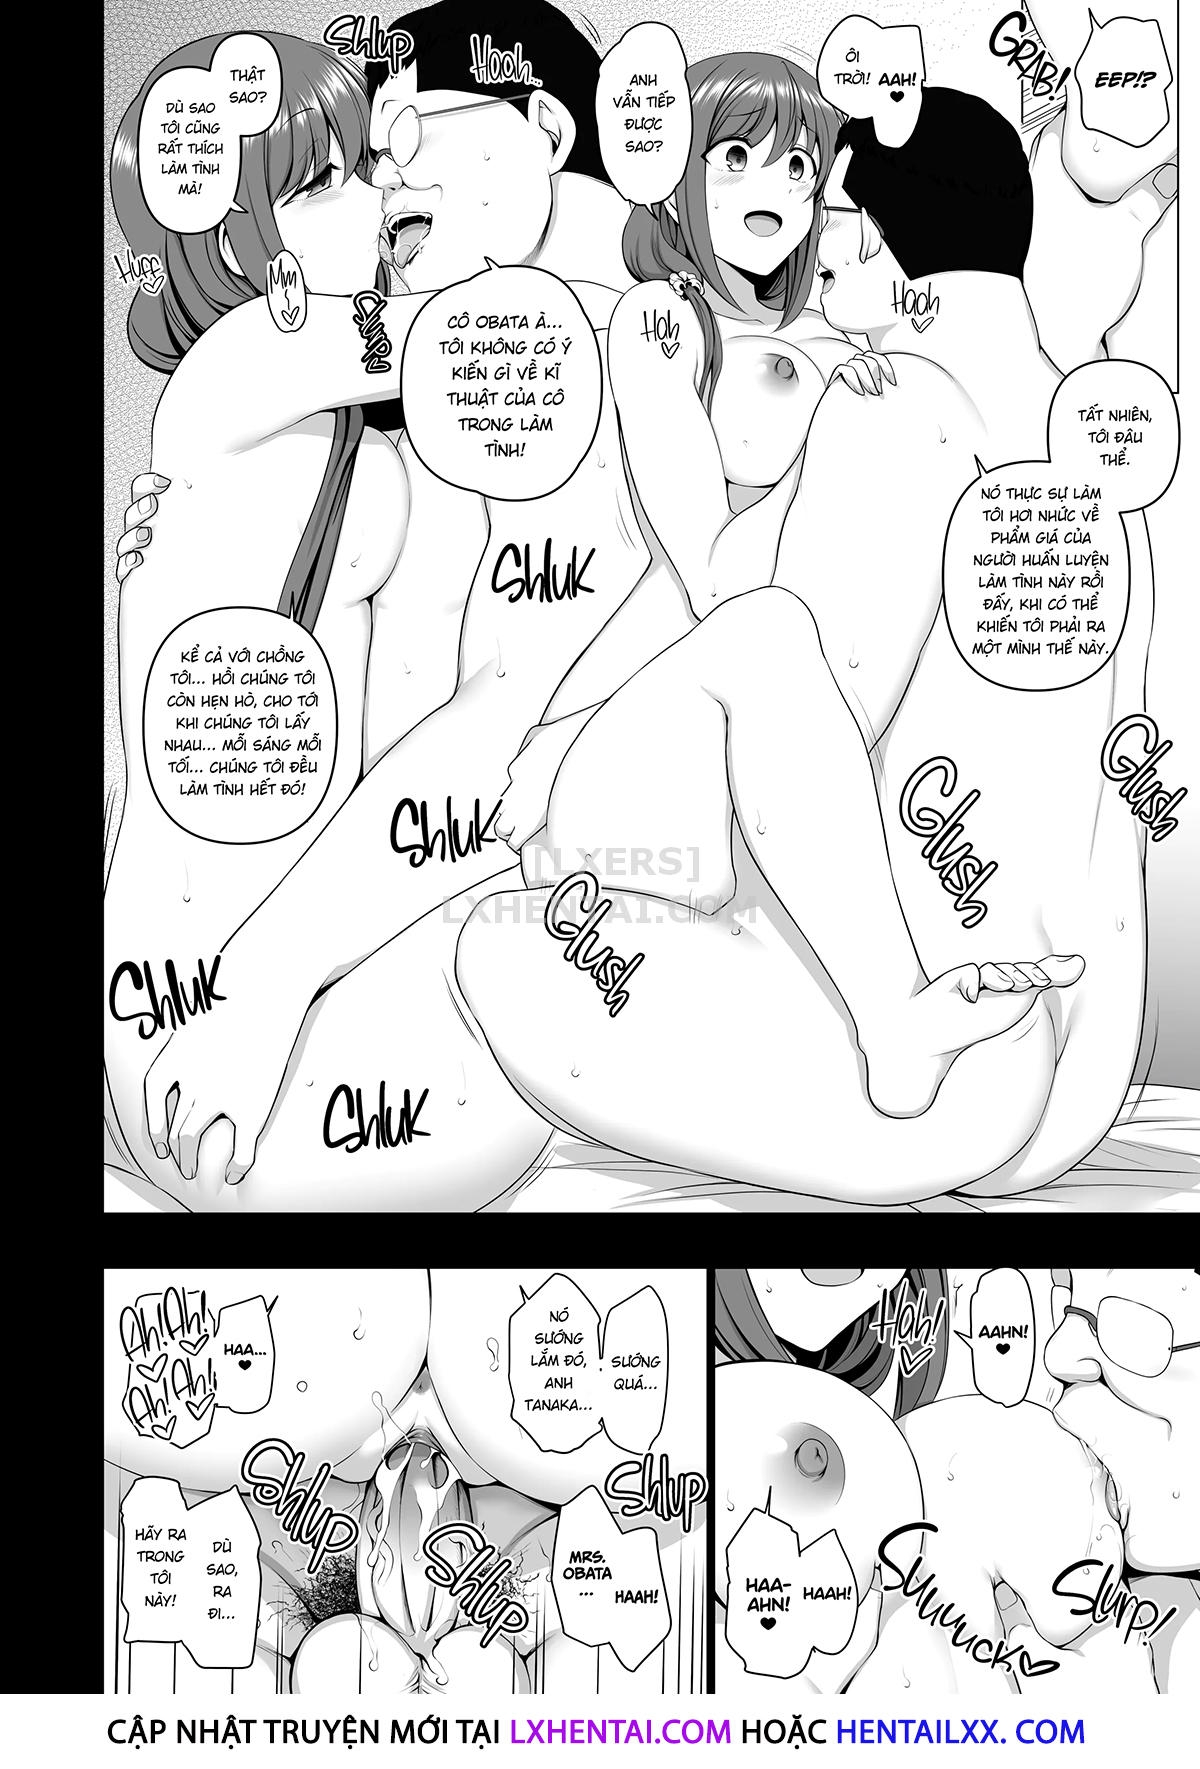 EEP!?
GRAB!
ÔI
TRỜI!
AAH!
ANH
VẪN TIẾP
ĐƯỢC
SAO?
Haah...
Shlup
THẬT
SAO?
DÙ SAO
TÔI CŨNG
RẤT THÍCH
LÀM TÌNH
MÀ!
Huff
Mm
Slurp
Hah
Haah
CÔ OBATA À...
TÔI KHÔNG CÓ Ý
KIẾN GÌ VỀ KĨ
THUẬT CỦA CÔ
TRONG LÀM
TÌNH!
TẤT NHIÊN,
TÔI ĐÂU
THỂ.
NÓ THỰC SỰ LÀM
TÔI HƠI NHỨC VỀ
PHẨM GIÁ CỦA
NGƯỜI HUẤN LUYỆN
LÀM TÌNH NÀY RỒI
ĐẤY, KHI CÓ THỂ
KHIẾN TÔI PHẢI RA
MỘT MÌNH THẾ NÀY.
KỂ CẢ VỚI CHỒNG
TÔI... HỒI CHÚNG TÔI
CÒN HẸN HÒ, CHO TỚI
KHI CHÚNG TÔI LẤY
NHAU... MỖI SÁNG MỖI
TỐI... CHÚNG TÔI ĐỀU
LÀM TÌNH HẾT ĐÓ!
Shluk
Shluk
Shluk
Shluk
Glush
Glush
Glush
[LXERS]
LXHENTAI.COM
AAHN!
Hah!
HAAH!
HAA-
AHN!
Suuuuck
Slurp!
SƯỚNG
QUÁ...
NÓ
SƯỚNG
LẮM ĐÓ,
ANH
TANAKA...
HAA...
Ah! Ah!
Ah! Ah!
Shlup
Shlup
Shlup
MRS.
OBATA
...
HAAH!
DÙ
SAO,
RA
ĐI...
HÃY RA
TRONG
TÔI
NÀY!
CẬP NHẬT TRUYỆN MỚI TẠI LXHENTAI.COM HOẶC HENTAILXX. COM